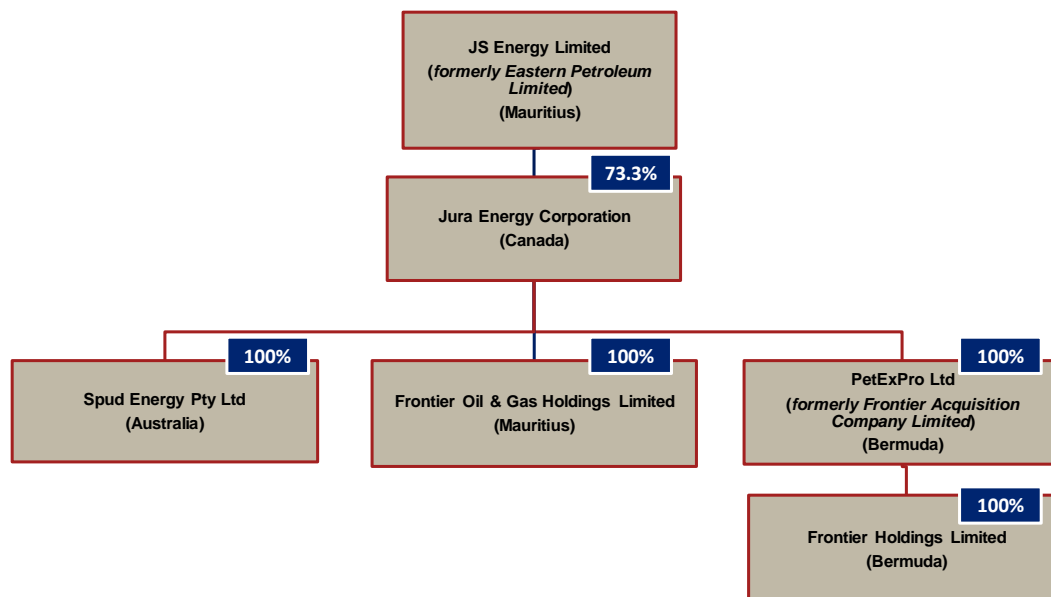 JS Energy Limited
(formerly Eastern Petroleum
Limited)
(Mauritius)
73.3%
Jura Energy Corporation
(Canada)
100%
Spud Energy Pty Ltd
(Australia)
100%
Frontier Oil & Gas Holdings Limited
(Mauritius)
100%
PetExPro Ltd
(formerly Frontier Acquisition
Company Limited)
(Bermuda)
100%
Frontier Holdings Limited
(Bermuda)